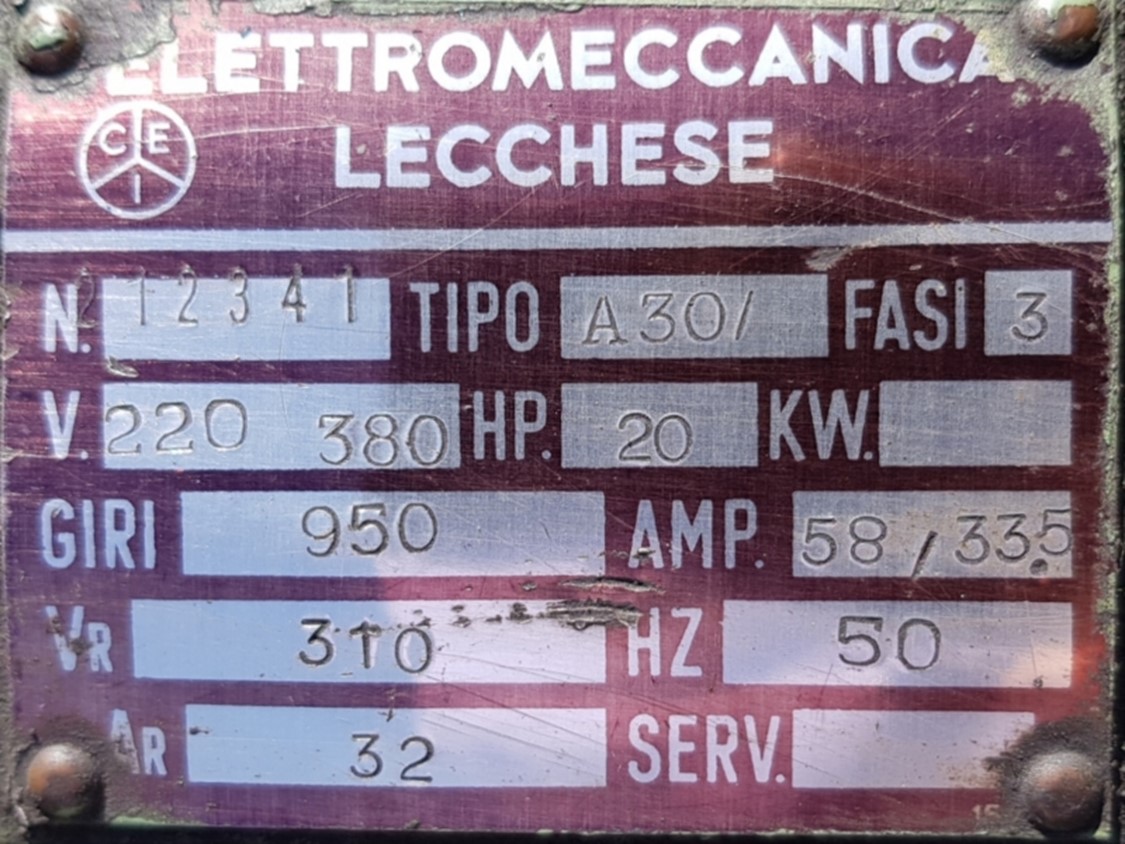 ELETTROMECCANICA
CEI
LECCHESE
N. 212341 TIPO A30/ FASI 3
V. 220 380 HP. 20 KW.
GIRI 950 AMP. 58/33.5
VR 310 HZ 50
AR 32 SERV.